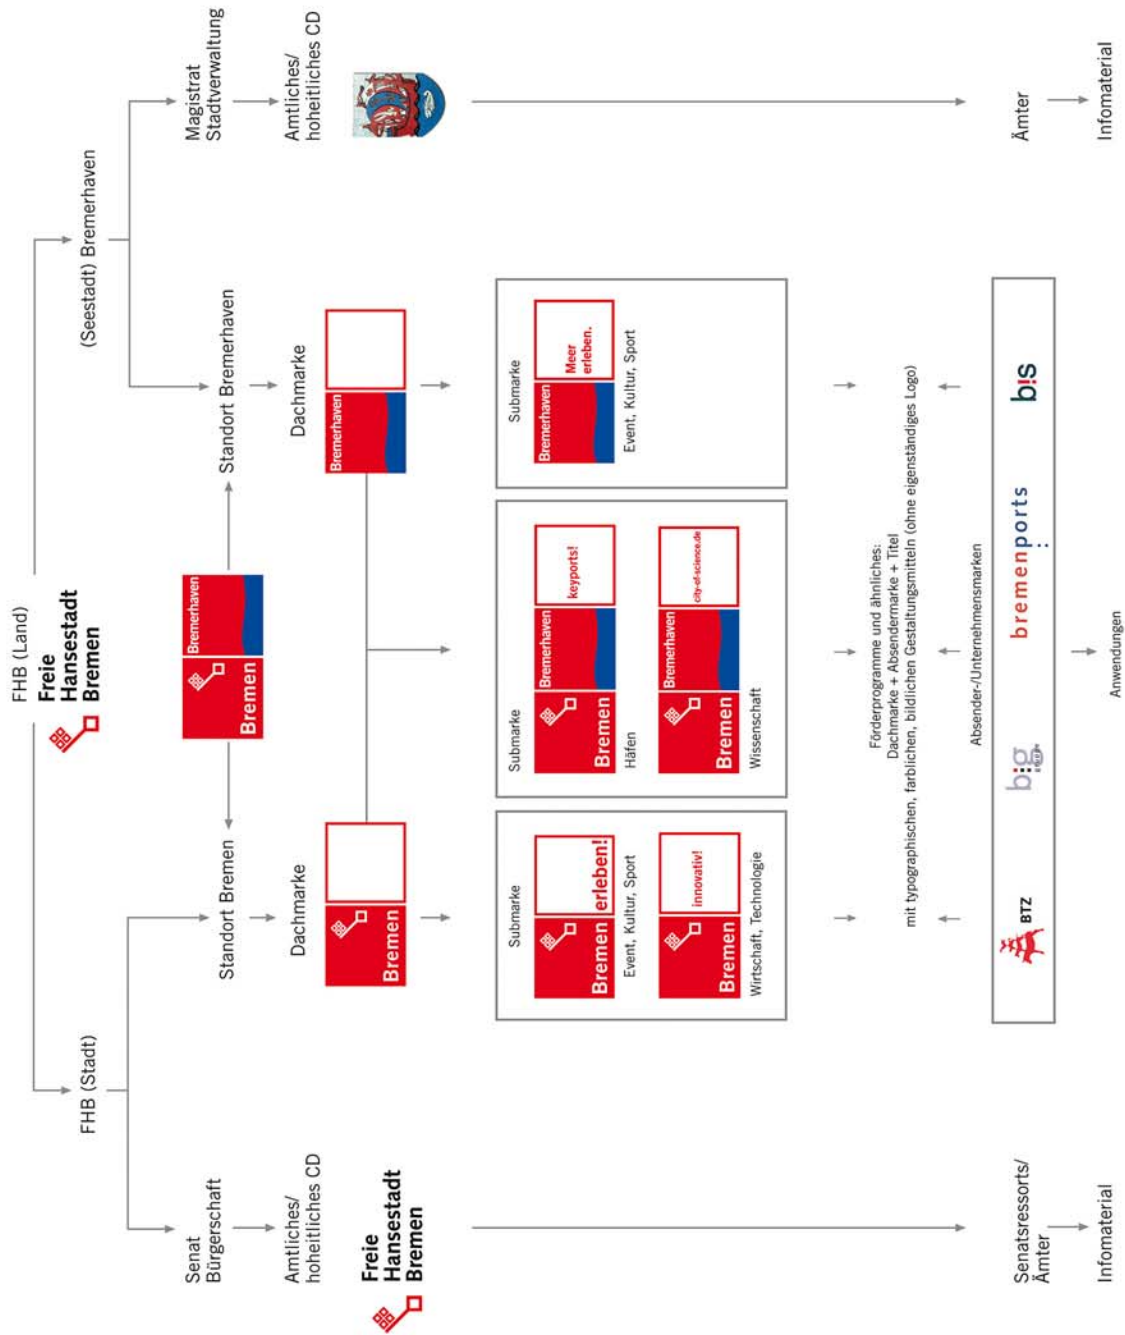 FHB (Land)
Freie
Hansestadt
Bremen
FHB (Stadt)
(Seestadt) Bremerhaven
Senat
Bürgerschaft
Bremen
Bremerhaven
Magistrat
Stadtverwaltung
Standort Bremen
Standort Bremerhaven
Amtliches/
hoheitliches CD
Dachmarke
Dachmarke
Amtliches/
hoheitliches CD
Freie
Hansestadt
Bremen
Bremen
Bremerhaven
Submarke
Bremen
erleben!
Event, Kultur, Sport
Bremen
innovativ!
Wirtschaft, Technologie
Submarke
Bremen
Bremerhaven
keyports!
Häfen
Bremen
Bremerhaven
city-of-science.de
Wissenschaft
Submarke
Bremerhaven
Meer
erleben.
Event, Kultur, Sport
Förderprogramme und ähnliches:
Dachmarke + Absendermarke + Titel
mit typographischen, farblichen, bildlichen Gestaltungsmitteln (ohne eigenständiges Logo)
Absender-/Unternehmensmarken
Senatsressorts/
Ämter
BTZ
big
bremenports
bis
Ämter
Infomaterial
Anwendungen
Infomaterial